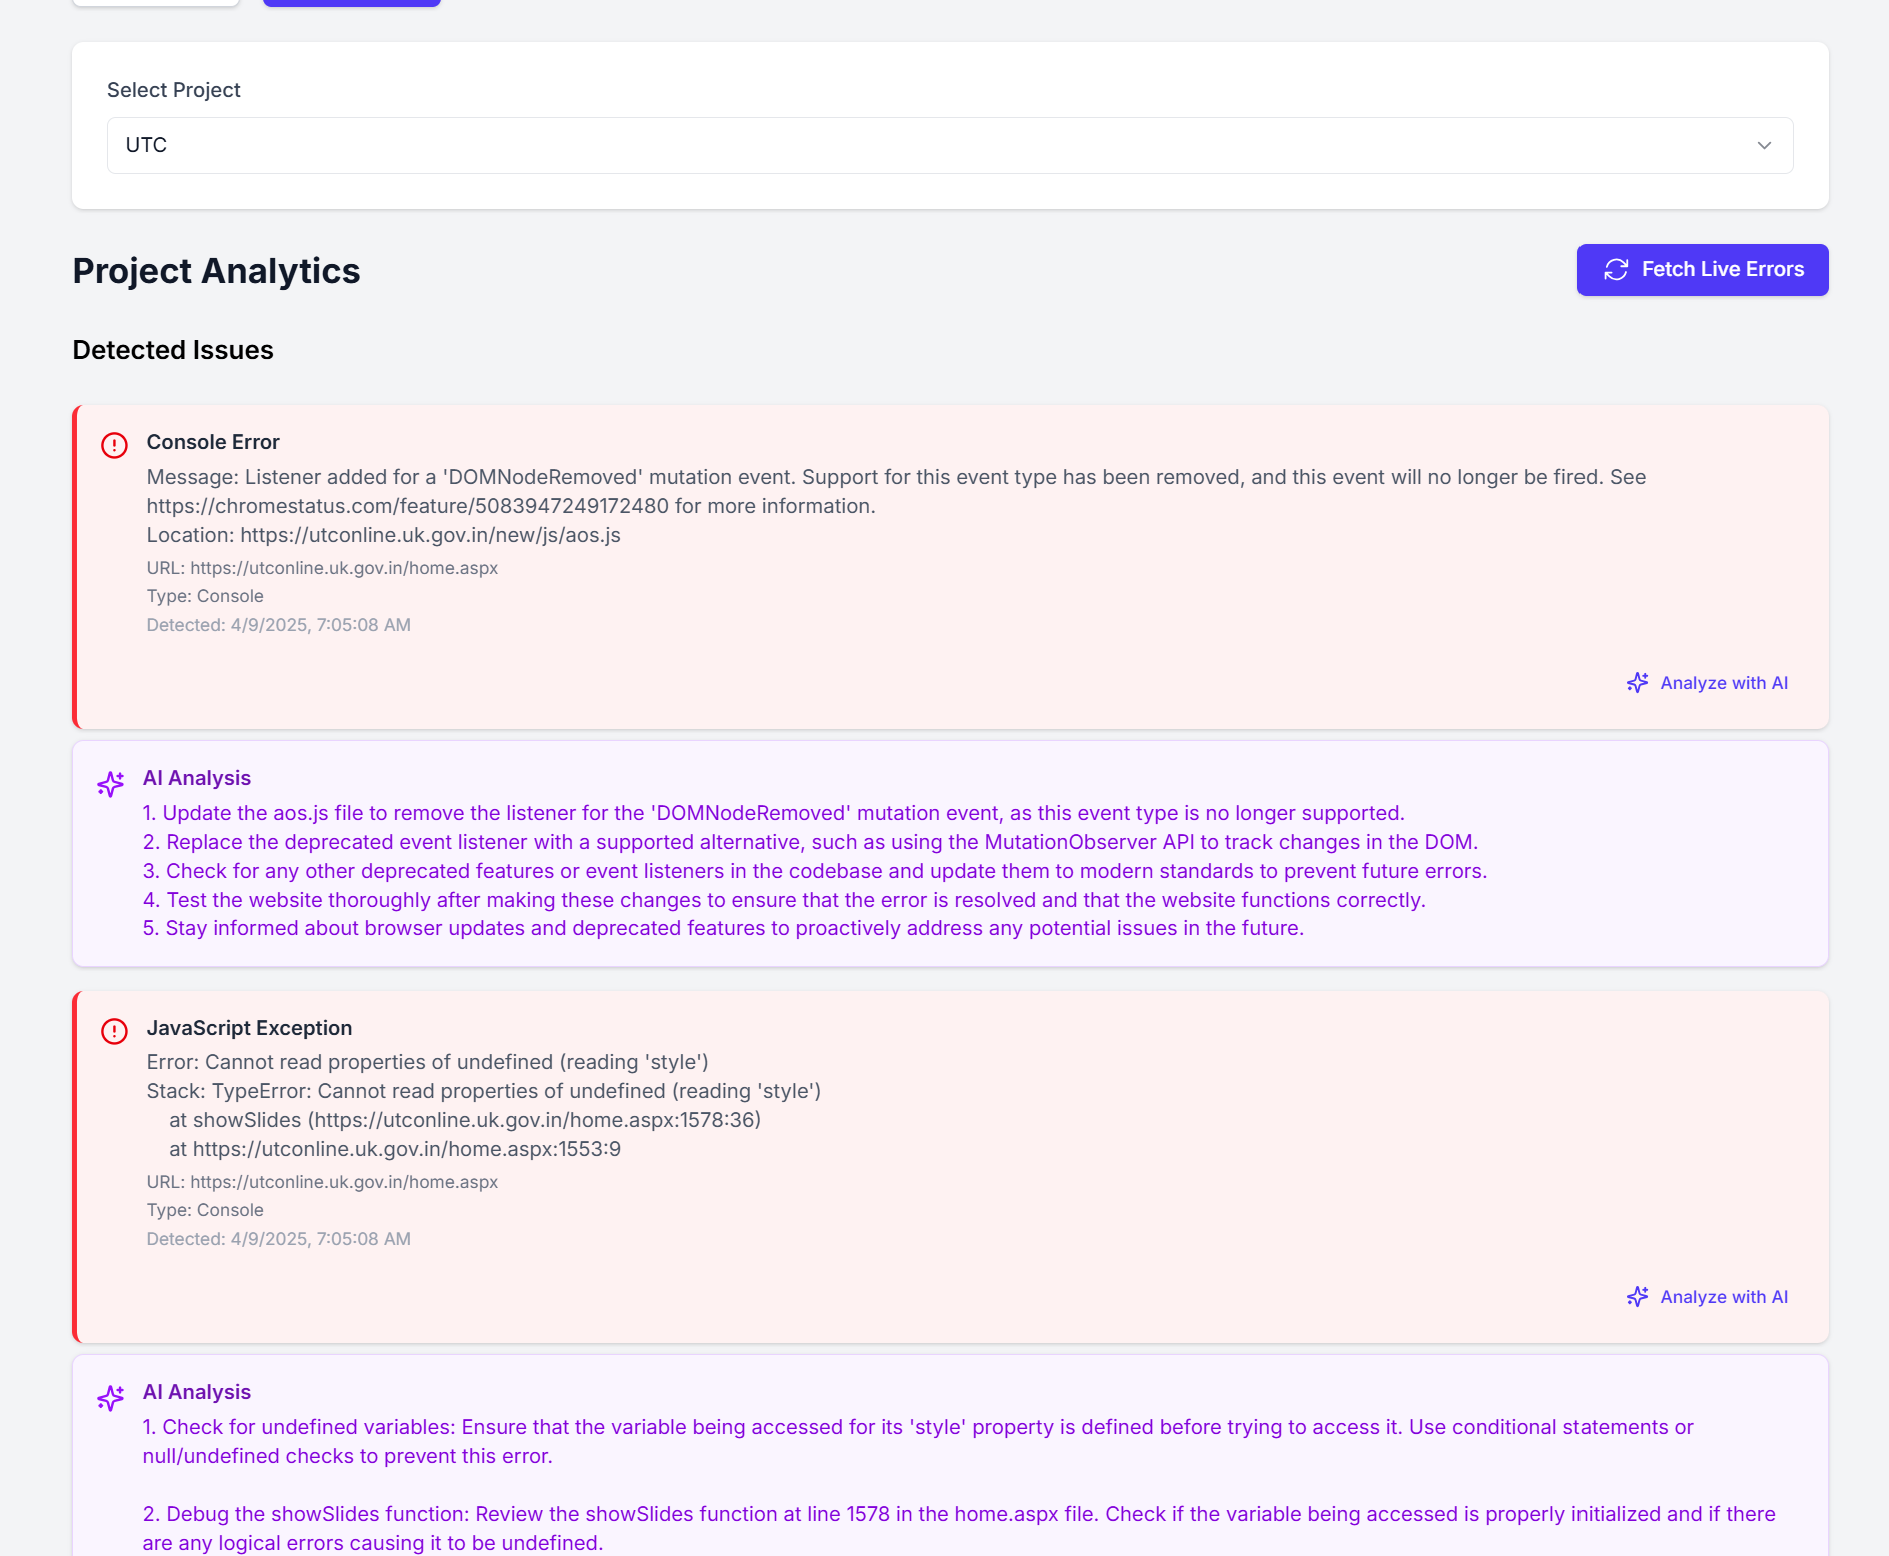 Select Project
UTC
Project Analytics
Fetch Live Errors
Detected Issues
Console Error
Message: Listener added for a 'DOMNodeRemoved' mutation event. Support for this event type has been removed, and this event will no longer be fired. See
https://chromestatus.com/feature/5083947249172480 for more information.
Location: https://utconline.uk.gov.in/new/js/aos.js
URL: https://utconline.uk.gov.in/home.aspx
Type: Console
Detected: 4/9/2025, 7:05:08 AM
Analyze with AI
AI Analysis
1. Update the aos.js file to remove the listener for the 'DOMNodeRemoved' mutation event, as this event type is no longer supported.
2. Replace the deprecated event listener with a supported alternative, such as using the MutationObserver API to track changes in the DOM.
3. Check for any other deprecated features or event listeners in the codebase and update them to modern standards to prevent future errors.
4. Test the website thoroughly after making these changes to ensure that the error is resolved and that the website functions correctly.
5. Stay informed about browser updates and deprecated features to proactively address any potential issues in the future.
JavaScript Exception
Error: Cannot read properties of undefined (reading 'style')
Stack: TypeError: Cannot read properties of undefined (reading 'style')
at showSlides (https://utconline.uk.gov.in/home.aspx:1578:36)
at https://utconline.uk.gov.in/home.aspx:1553:9
URL: https://utconline.uk.gov.in/home.aspx
Type: Console
Detected: 4/9/2025, 7:05:08 AM
Analyze with AI
AI Analysis
1. Check for undefined variables: Ensure that the variable being accessed for its 'style' property is defined before trying to access it. Use conditional statements or
null/undefined checks to prevent this error.
2. Debug the showSlides function: Review the showSlides function at line 1578 in the home.aspx file. Check if the variable being accessed is properly initialized and if there
are any logical errors causing it to be undefined.